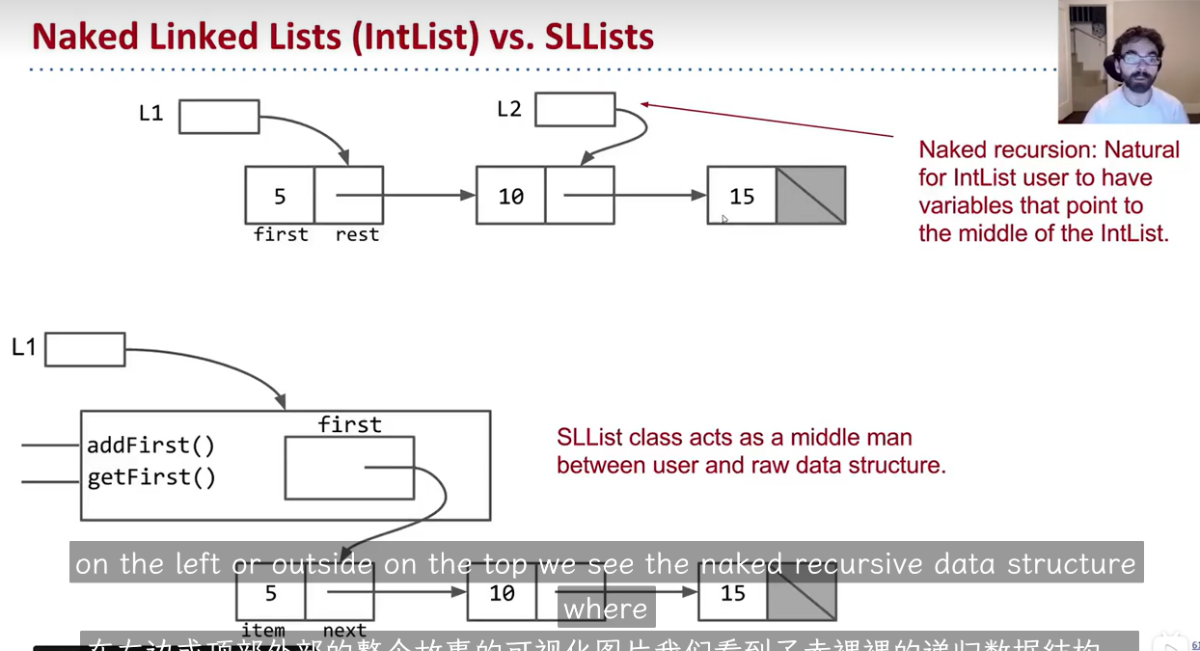 Naked Linked Lists (IntList) vs. SLLists
L1
L2
5
10
15
first rest
Naked recursion: Natural
for IntList user to have
variables that point to
the middle of the IntList.
L1
first
addFirst()
getFirst()
SLList class acts as a middle man
between user and raw data structure.
on the left or outside on the top we see the naked recursive data structure
where
5
10
15
item next